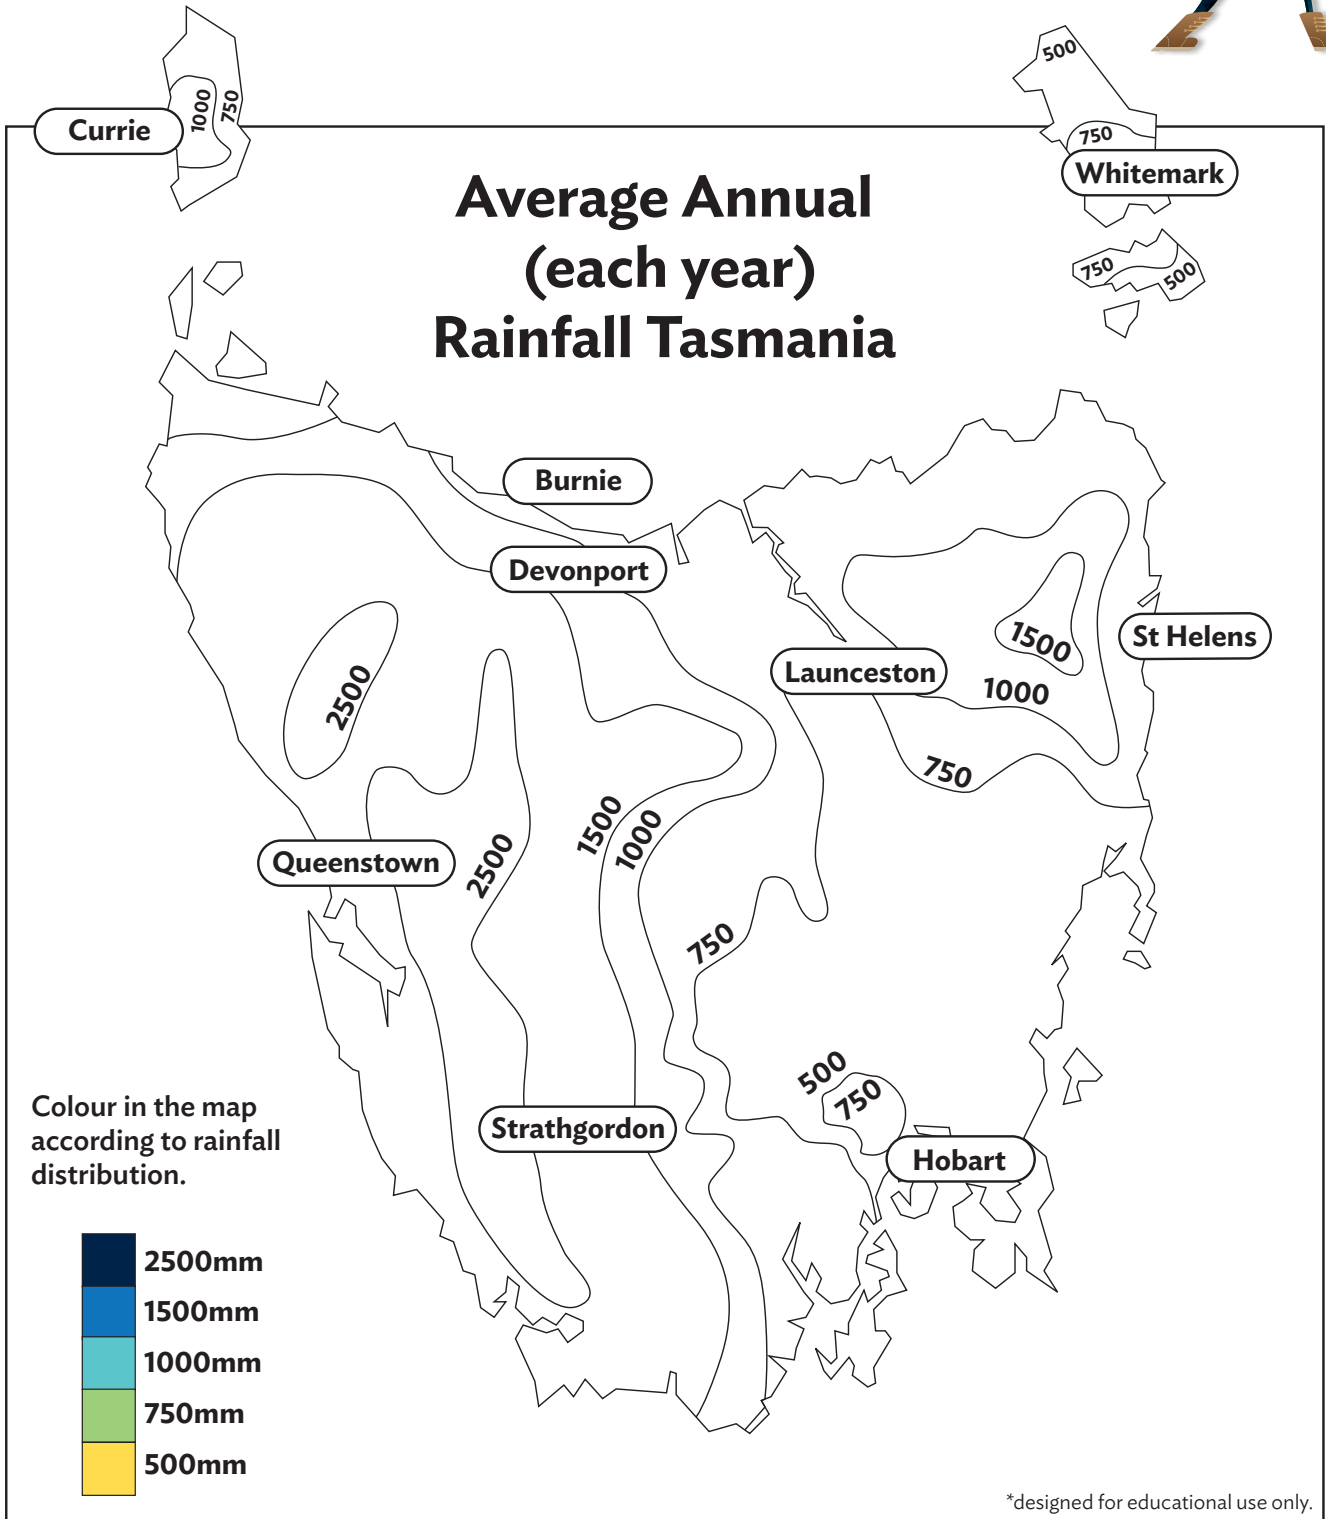 500
1000
750
Currie
750
Whitemark
Average Annual
(each year)
Rainfall Tasmania
750
500
Burnie
Devonport
1500
St Helens
Launceston
1000
2500
750
1500
1000
2500
Queenstown
750
500
750
Strathgordon
Hobart
Colour in the map
according to rainfall
distribution.
2500mm
1500mm
1000mm
750mm
500mm
*designed for educational use only.